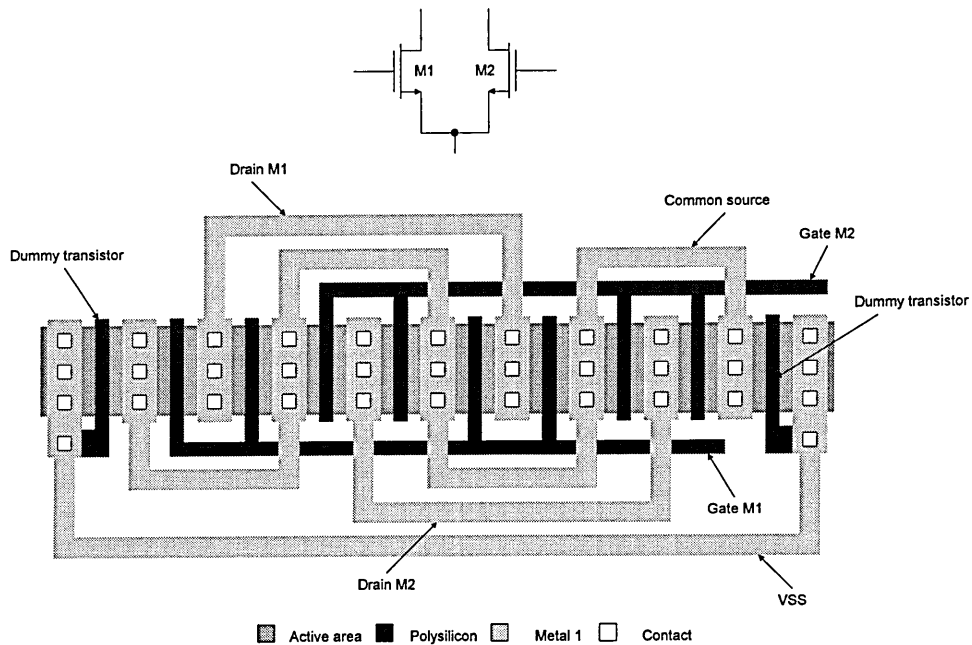 M1
M2
Drain M1
Common source
Gate M2
Dummy transistor
Dummy transistor
Gate M1
Drain M2
VSS
Active area
Polysilicon
Metal 1
Contact